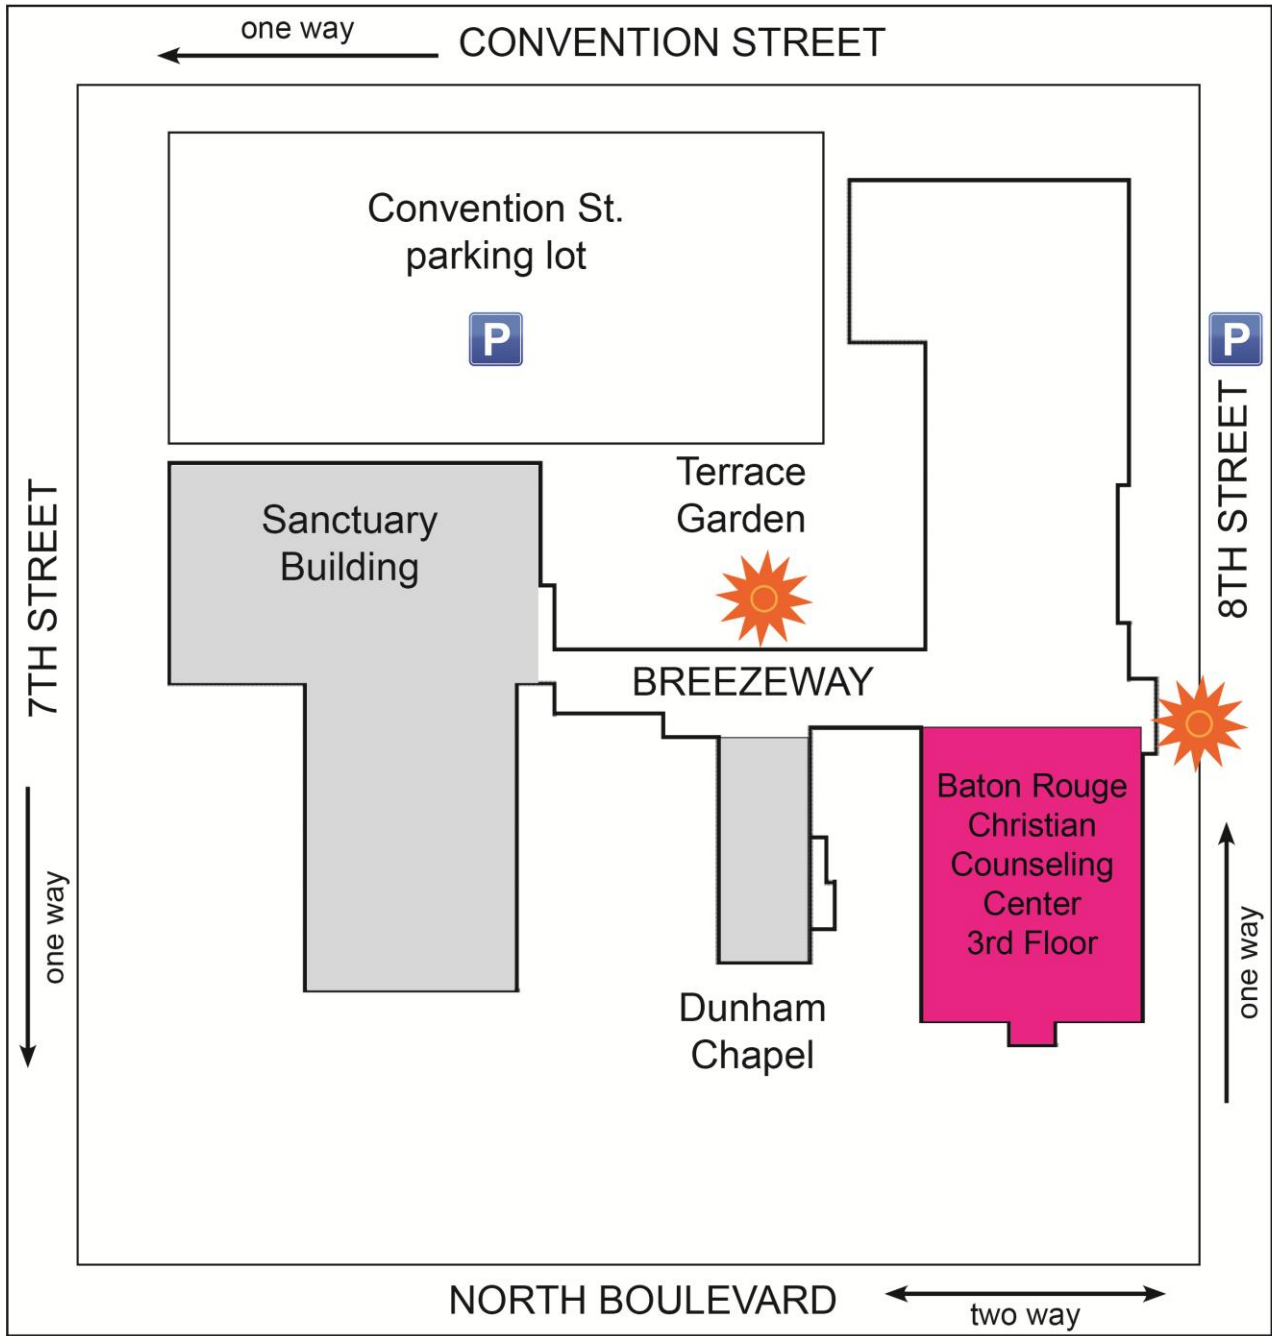 one way
CONVENTION STREET
Convention St.
parking lot
P
P
8TH STREET
7TH STREET
Terrace
Garden
Sanctuary
Building
BREEZEWAY
Baton Rouge
Christian
Counseling
Center
3rd Floor
one way
one way
Dunham
Chapel
NORTH BOULEVARD
two way